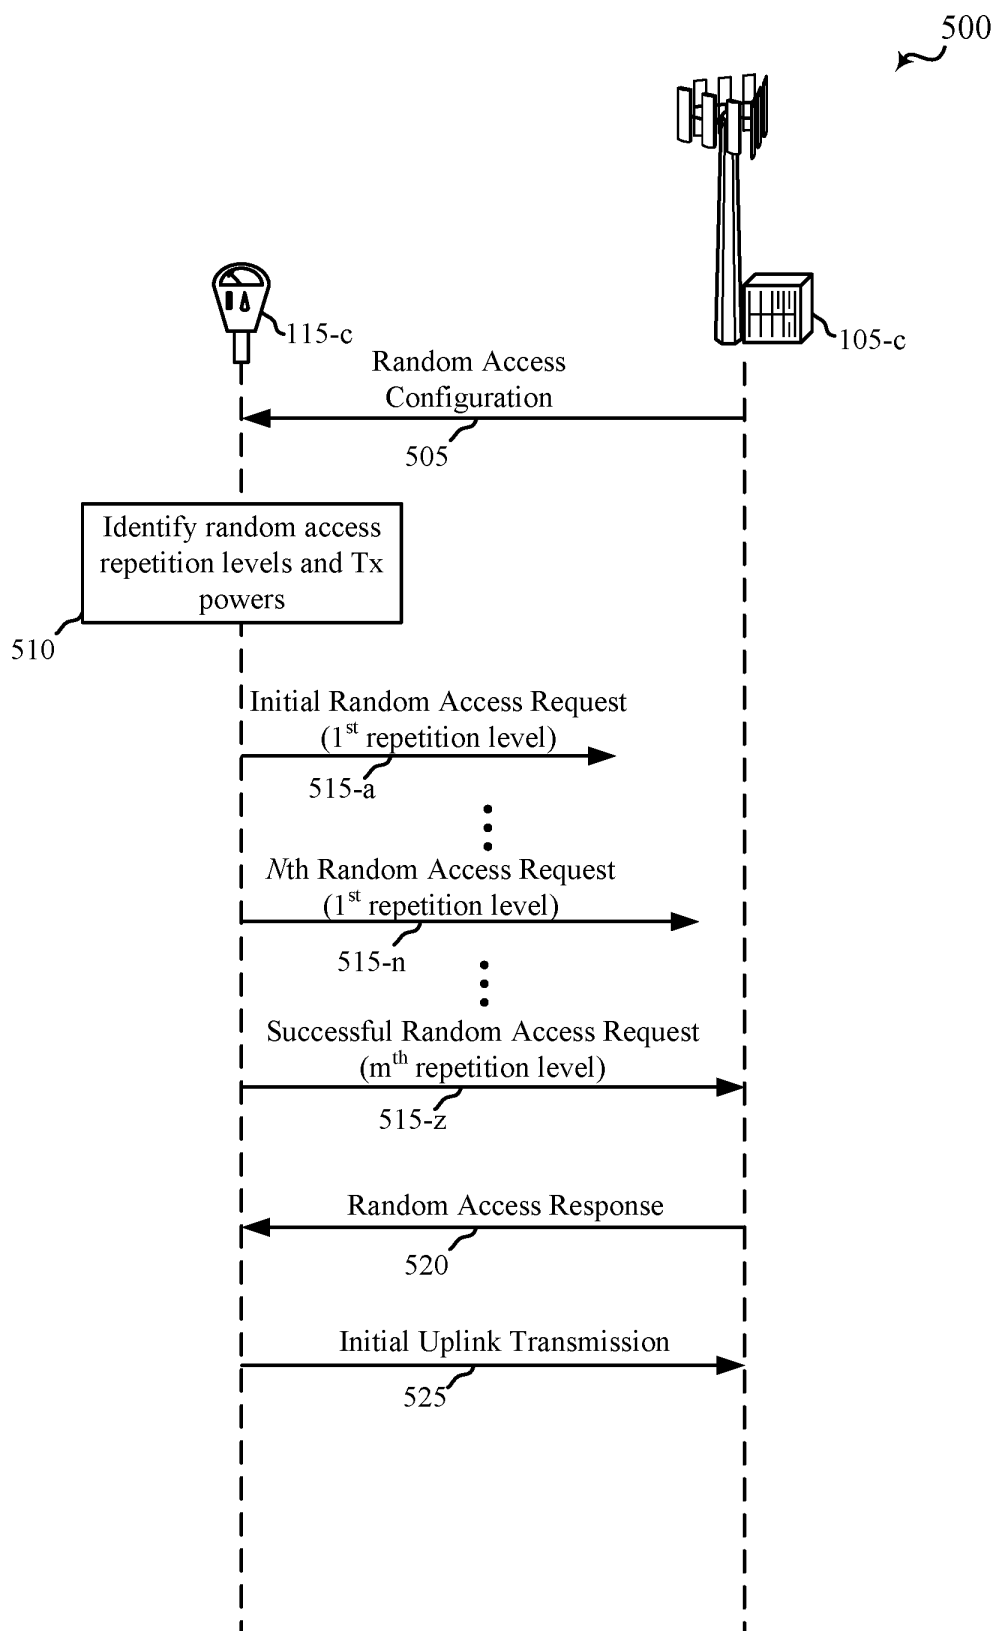 500
115-c
105-c
Random Access
Configuration
505
Identify random access
repetition levels and Tx
powers
510
Initial Random Access Request
(1st repetition level)
515-a
Nth Random Access Request
(1st repetition level)
515-n
Successful Random Access Request
(mth repetition level)
515-z
Random Access Response
520
Initial Uplink Transmission
525